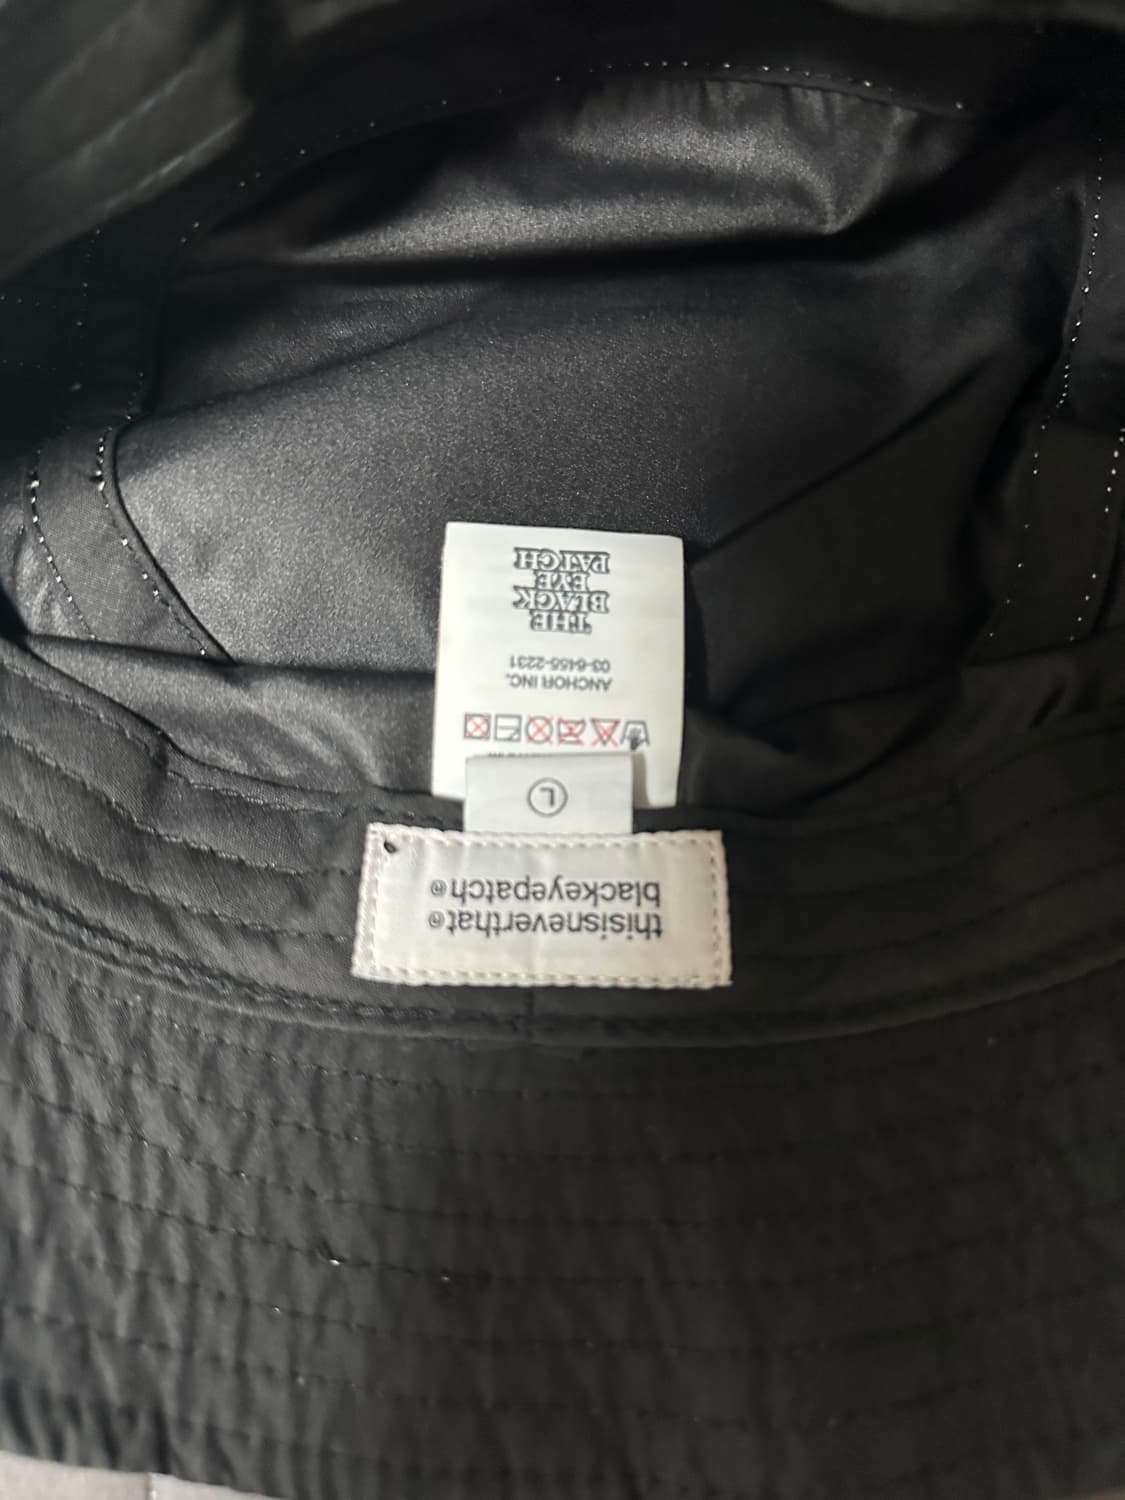 thisisneverthat®
blackeyepatch®
L
ANCHOR INC.
03-6455-2231
THE
BLACK
EYE
PATCH